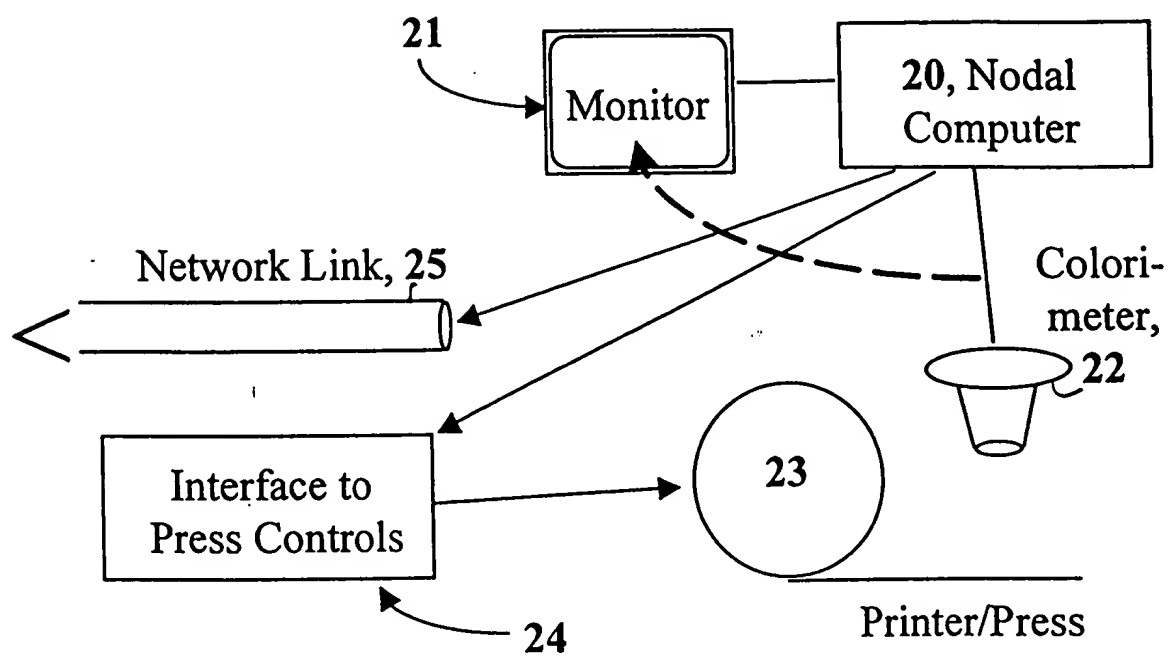 21
Monitor
20, Nodal
Computer
Network Link, 25
Colori-
meter,
22
Interface to
Press Controls
23
24
Printer/Press